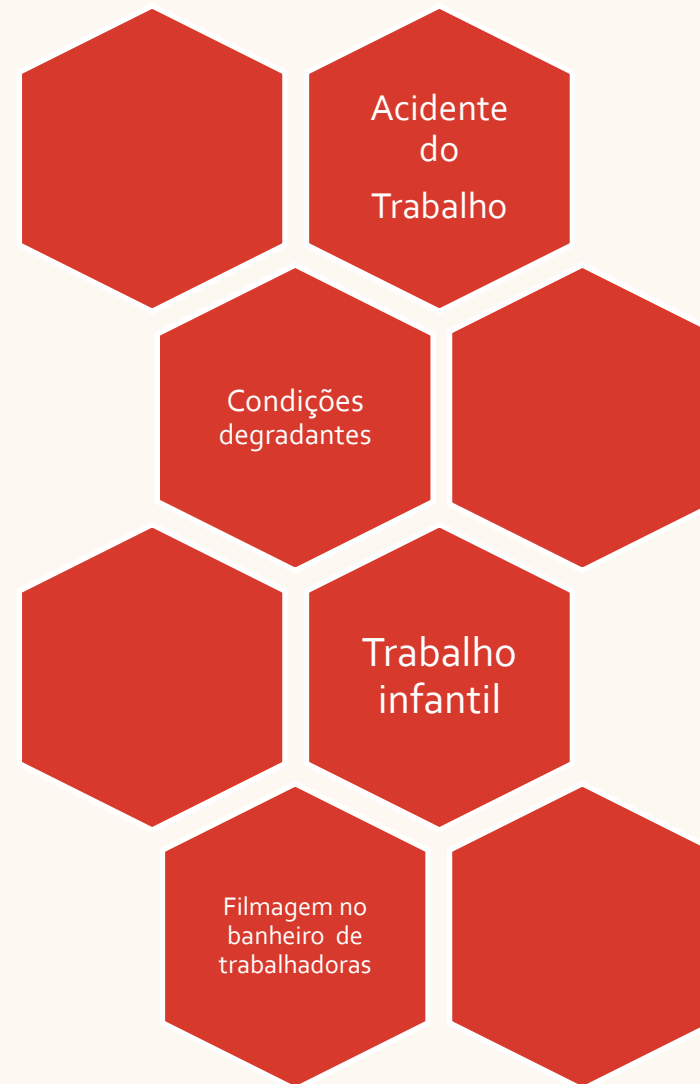 Acidente
do
Trabalho
Condições
degradantes
Trabalho
infantil
Filmagem no
banheiro de
trabalhadoras